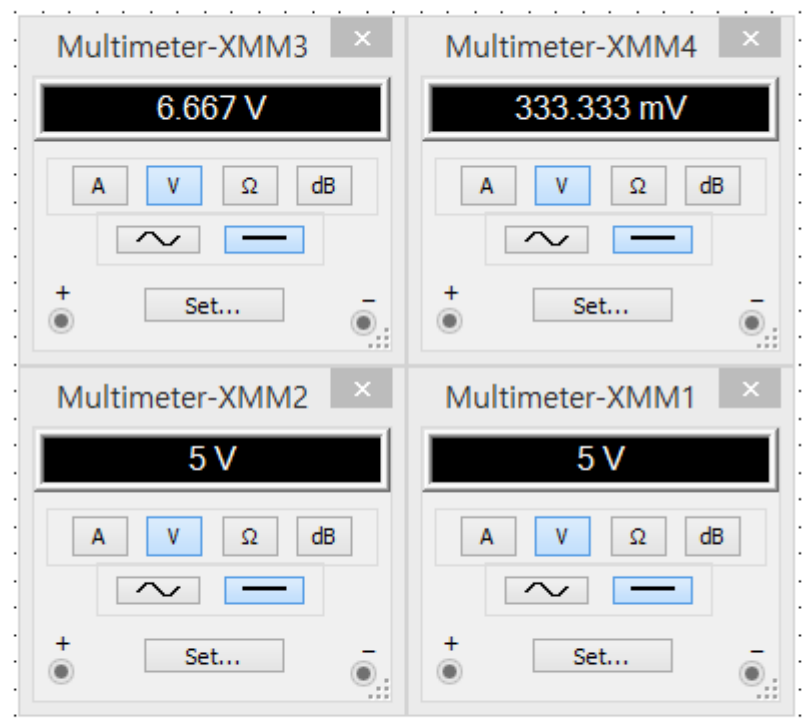 Multimeter-XMM3 ×
6.667 V
A V Ω dB
+ −
Set...
Multimeter-XMM4 ×
333.333 mV
A V Ω dB
+ −
Set...
Multimeter-XMM2 ×
5 V
A V Ω dB
+ −
Set...
Multimeter-XMM1 ×
5 V
A V Ω dB
+ −
Set...